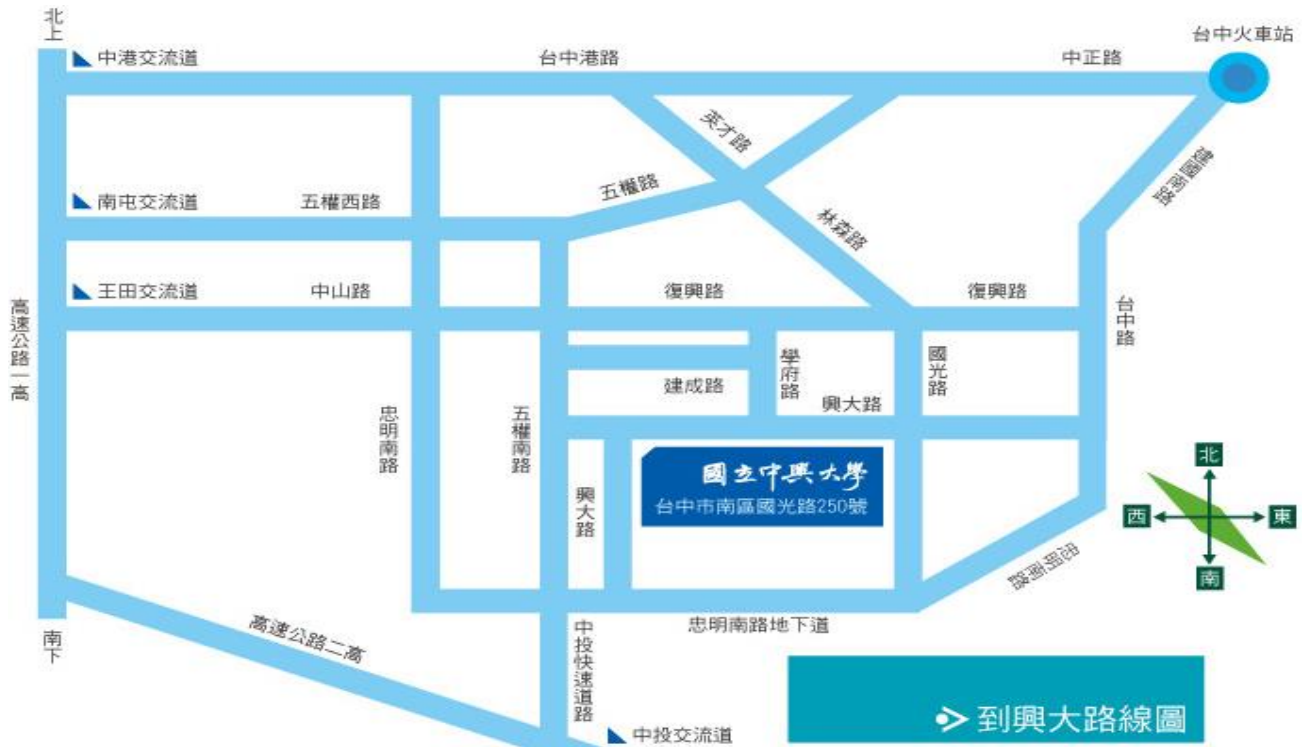 北上
台中火車站
中港交流道
台中港路
中正路
英才路
建國南路
南屯交流道
五權西路
五權路
林森路
王田交流道
中山路
復興路
復興路
高速公路一高
台中路
學府路
國光路
建成路
興大路
忠明南路
五權南路
國立中興大學
台中市南區國光路250號
興大路
北
西
東
南
忠明南路
忠明南路地下道
南下
高速公路二高
中投快速道路
中投交流道
到興大路線圖